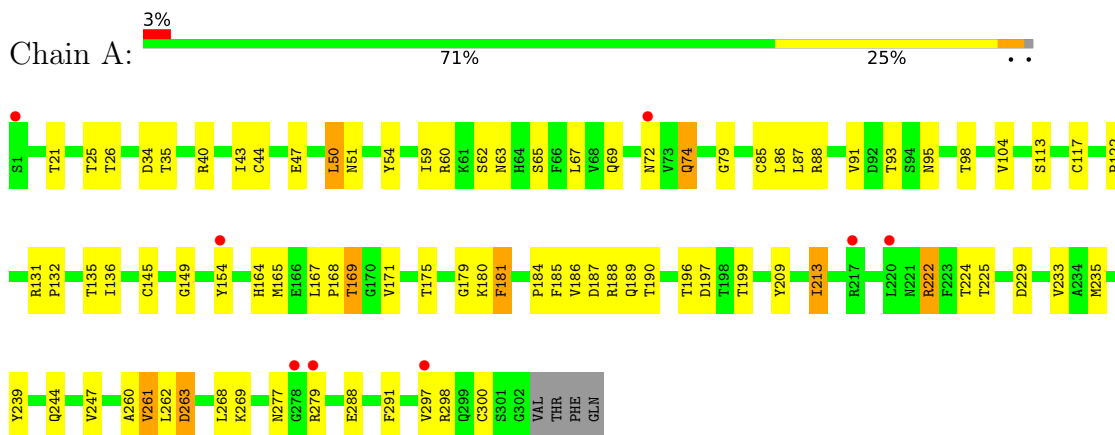 3%
Chain A:
71% 25% . .
S1 T21 T25 T26 D34 T35 R40 I43 C44 E47 L50 N51 Y54 I59 R60 K61 S62 N63 H64 S65 F66 L67 V68 Q69 N72 V73 Q74 G79 C85 L86 L87 R88 V91 D92 T93 S94 N95 T98 V104 S113 C117
R131 P132 T135 I136 C145 G149 Y154 H164 M165 E166 L167 P168 T169 G170 V171 T175 G179 K180 F181 P184 F185 V186 D187 R188 Q189 T190 T196 D197 T198 T199 Y209 I213 R217 L220 N221 R222 F223 T224 T225 D229 V233 A234 M235
Y239 Q244 V247 A260 V261 L262 D263 L268 K269 N277 G278 R279 E288 F291 V297 R298 Q299 C300 S301 G302 VAL THR PHE GLN